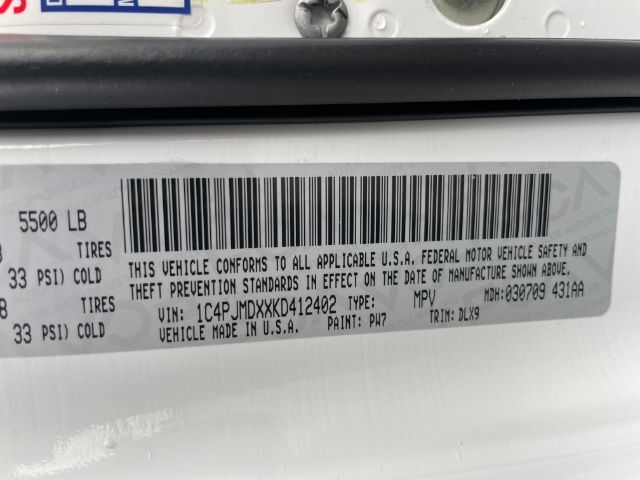 5500 LB
TIRES
33 PSI) COLD
TIRES
33 PSI) COLD
THIS VEHICLE CONFORMS TO ALL APPLICABLE U.S.A. FEDERAL MOTOR VEHICLE SAFETY AND
THEFT PREVENTION STANDARDS IN EFFECT ON THE DATE OF MANUFACTURE SHOWN ABOVE.
VIN: 1C4PJMDXXKD412402 TYPE: MPV MDH:030709 431AA
VEHICLE MADE IN U.S.A. PAINT: PW7 TRIM: DLX9